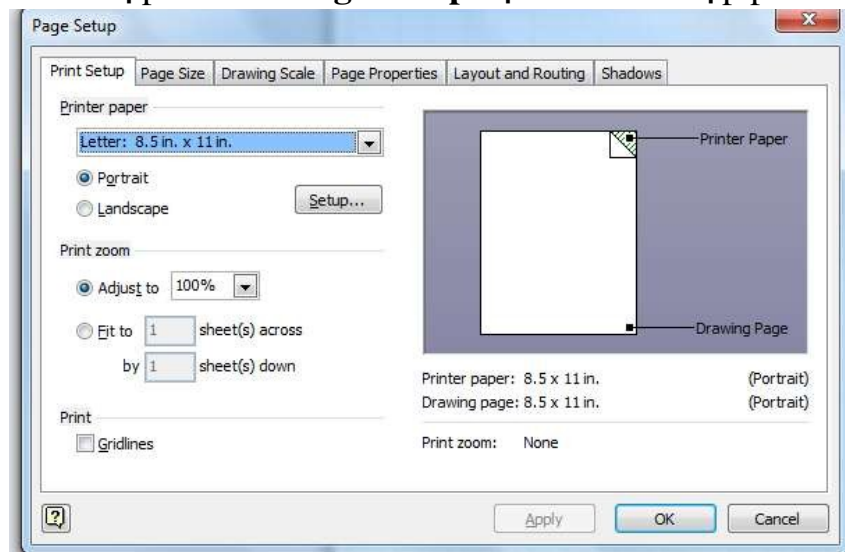 Page Setup
Print Setup Page Size Drawing Scale Page Properties Layout and Routing Shadows
Printer paper
Letter: 8.5 in. x 11 in.
Portrait
Landscape
Setup...
Print zoom
Adjust to 100%
Fit to 1 sheet(s) across
by 1 sheet(s) down
Print
Gridlines
Printer Paper
Drawing Page
Printer paper: 8.5 x 11 in. (Portrait)
Drawing page: 8.5 x 11 in. (Portrait)
Print zoom: None
Apply OK Cancel